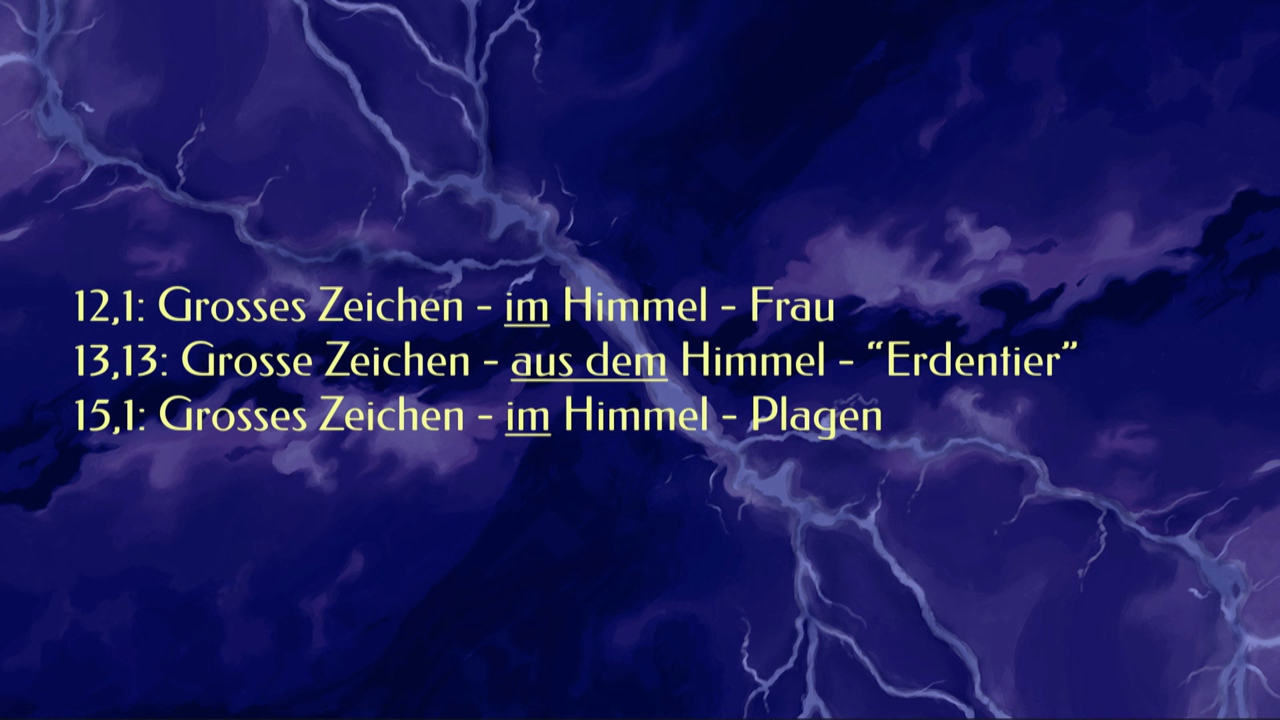 12,1: Grosses Zeichen - im Himmel - Frau
13,13: Grosse Zeichen - aus dem Himmel - “Erdentier”
15,1: Grosses Zeichen - im Himmel - Plagen